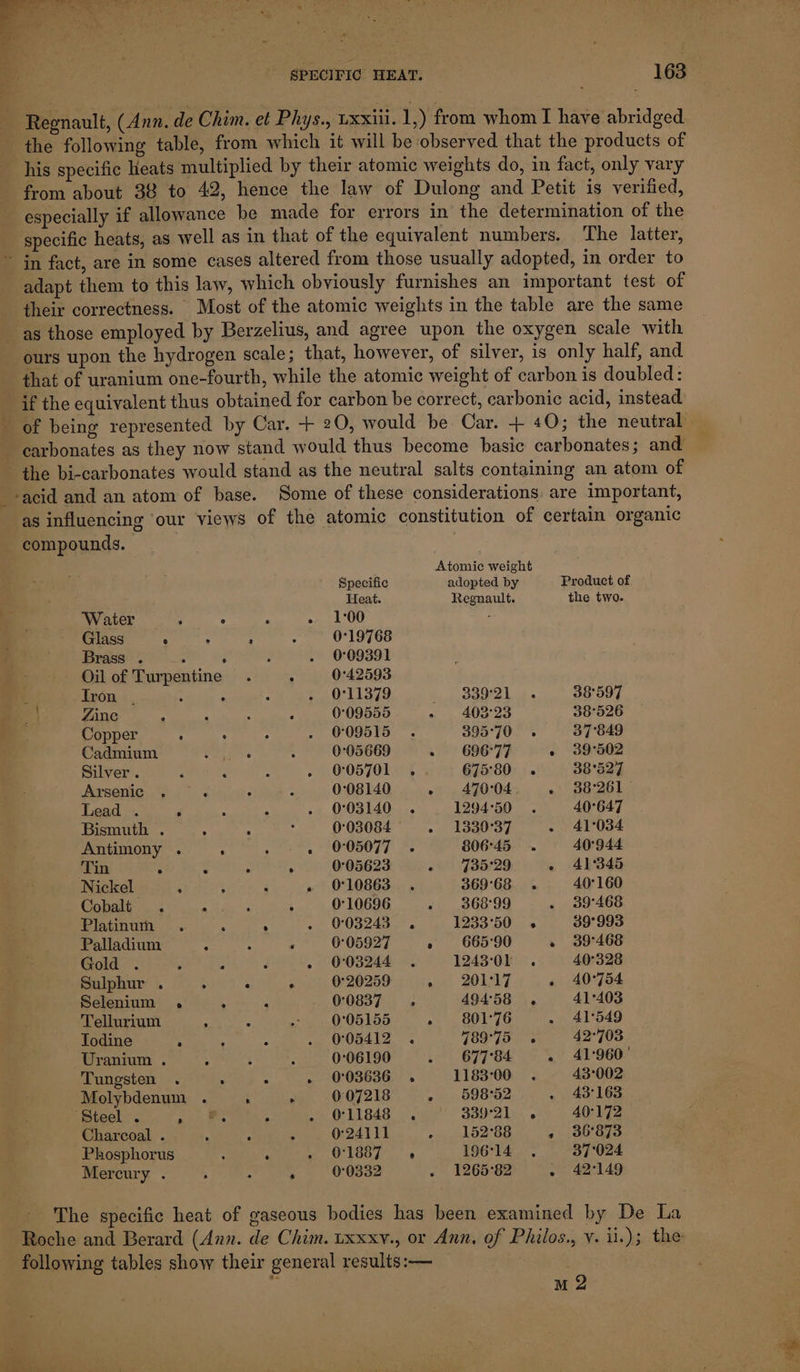 SPECIFIC HEAT. 163
Regnault, (Ann. de Chim. et Phys., LXXIII. 1,) from whom I have abridged
the following table, from which it will be observed that the products of
his specific heats multiplied by their atomic weights do, in fact, only vary
from about 38 to 42, hence the law of Dulong and Petit is verified,
especially if allowance be made for errors in the determination of the
specific heats, as well as in that of the equivalent numbers. The latter,
in fact, are in some cases altered from those usually adopted, in order to
adapt them to this law, which obviously furnishes an important test of
their correctness. Most of the atomic weights in the table are the same
as those employed by Berzelius, and agree upon the oxygen scale with
ours upon the hydrogen scale; that, however, of silver, is only half, and
that of uranium one-fourth, while the atomic weight of carbon is doubled:
if the equivalent thus obtained for carbon be correct, carbonic acid, instead
of being represented by Car. + 2O, would be Car. + 4O; the neutral
carbonates as they now stand would thus become basic carbonates; and
the bi-carbonates would stand as the neutral salts containing an atom of
acid and an atom of base. Some of these considerations are important,
as influencing our views of the atomic constitution of certain organic
compounds.
Atomic weight
Specific adopted by Product of
Heat. Regnault. the two.
Water . . . . 1·00
Glass . . . . 0·19768
Brass . . . . 0·09391
Oil of Turpentine . . 0·42593
Iron . . . . 0·11379 . 339·21 . 38·597
Zinc . . . . 0·09555 . 403·23 38·526
Copper . . . . 0·09515 . 395·70 . 37·849
Cadmium . . . 0·05669 . 696·77 . 39·502
Silver . . . . . 0·05701 . 675·80 . 38·527
Arsenic . . . . 0·08140 . 470·04 . 38·261
Lead . . . . . 0·03140 . 1294·50 . 40·647
Bismuth . . . . 0·03084 . 1330·37 . 41·034
Antimony . . . . 0·05077 . 806·45 . 40·944
Tin . . . . 0·05623 . 735·29 . 41·345
Nickel . . . . 0·10863 . 369·68 . 40·160
Cobalt . . . . 0·10696 . 368·99 . 39·468
Platinum . . . . 0·03243 . 1233·50 . 39·993
Palladium . . . 0·05927 . 665·90 . 39·468
Gold . . . . . 0·03244 . 1243·01 . 40·328
Sulphur . . . . 0·20259 . 201·17 . 40·754
Selenium . . . 0·0837 . 494·58 . 41·403
Tellurium . . . 0·05155 . 801·76 . 41·549
Iodine . . . . 0·05412 . 789·75 . 42·703
Uranium . . . . 0·06190 . 677·84 . 41·960
Tungsten . . . . 0·03636 . 1183·00 . 43·002
Molybdenum . . . 0 07218 . 598·52 . 43·163
Steel . . . . . 0·11848 . 339·21 . 40·172
Charcoal . . . . 0·24111 . 152·88 . 36·873
Phosphorus . . . 0·1887 . 196·14 . 37·024
Mercury . . . . 0·0332 . 1265·82 . 42·149
The specific heat of gaseous bodies has been examined by De La
Roche and Berard (Ann. de Chim. LXXXV., or Ann. of Philos., v. ii.); the
following tables show their general results:—
M 2